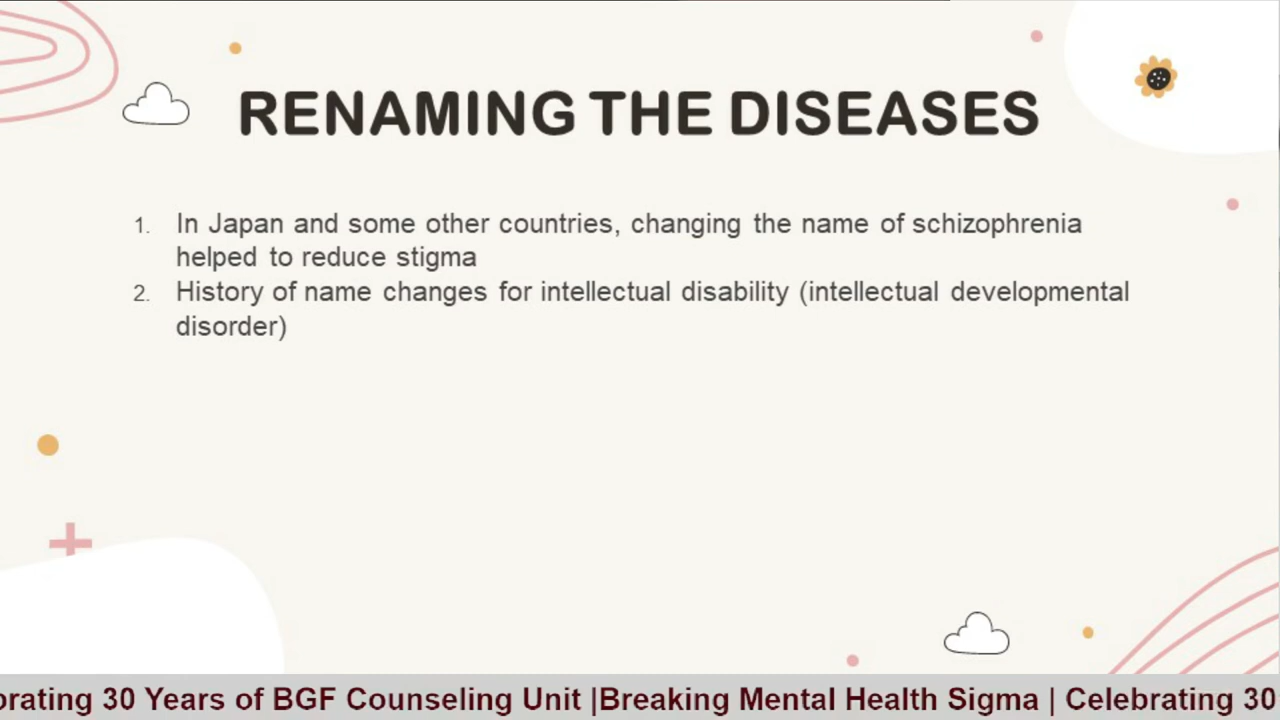 RENAMING THE DISEASES
1. In Japan and some other countries, changing the name of schizophrenia
helped to reduce stigma
2. History of name changes for intellectual disability (intellectual developmental
disorder)
orating 30 Years of BGF Counseling Unit |Breaking Mental Health Sigma | Celebrating 30